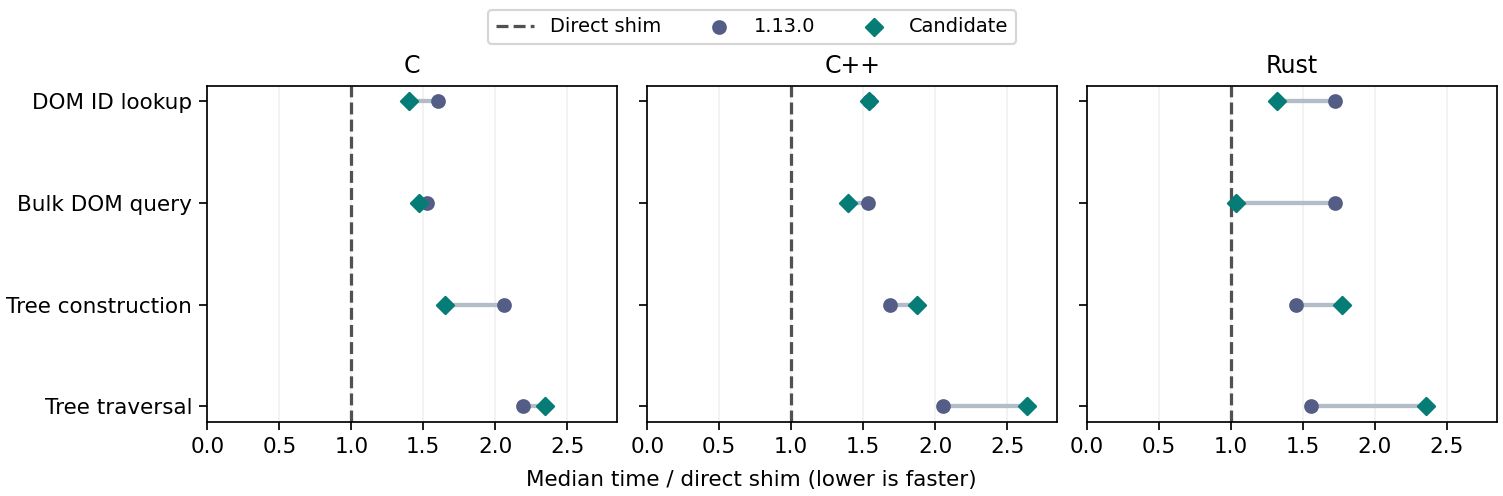 Direct shim 1.13.0 Candidate
C C++ Rust
DOM ID lookup
Bulk DOM query
Tree construction
Tree traversal
0.0 0.5 1.0 1.5 2.0 2.5 0.0 0.5 1.0 1.5 2.0 2.5 0.0 0.5 1.0 1.5 2.0 2.5
Median time / direct shim (lower is faster)